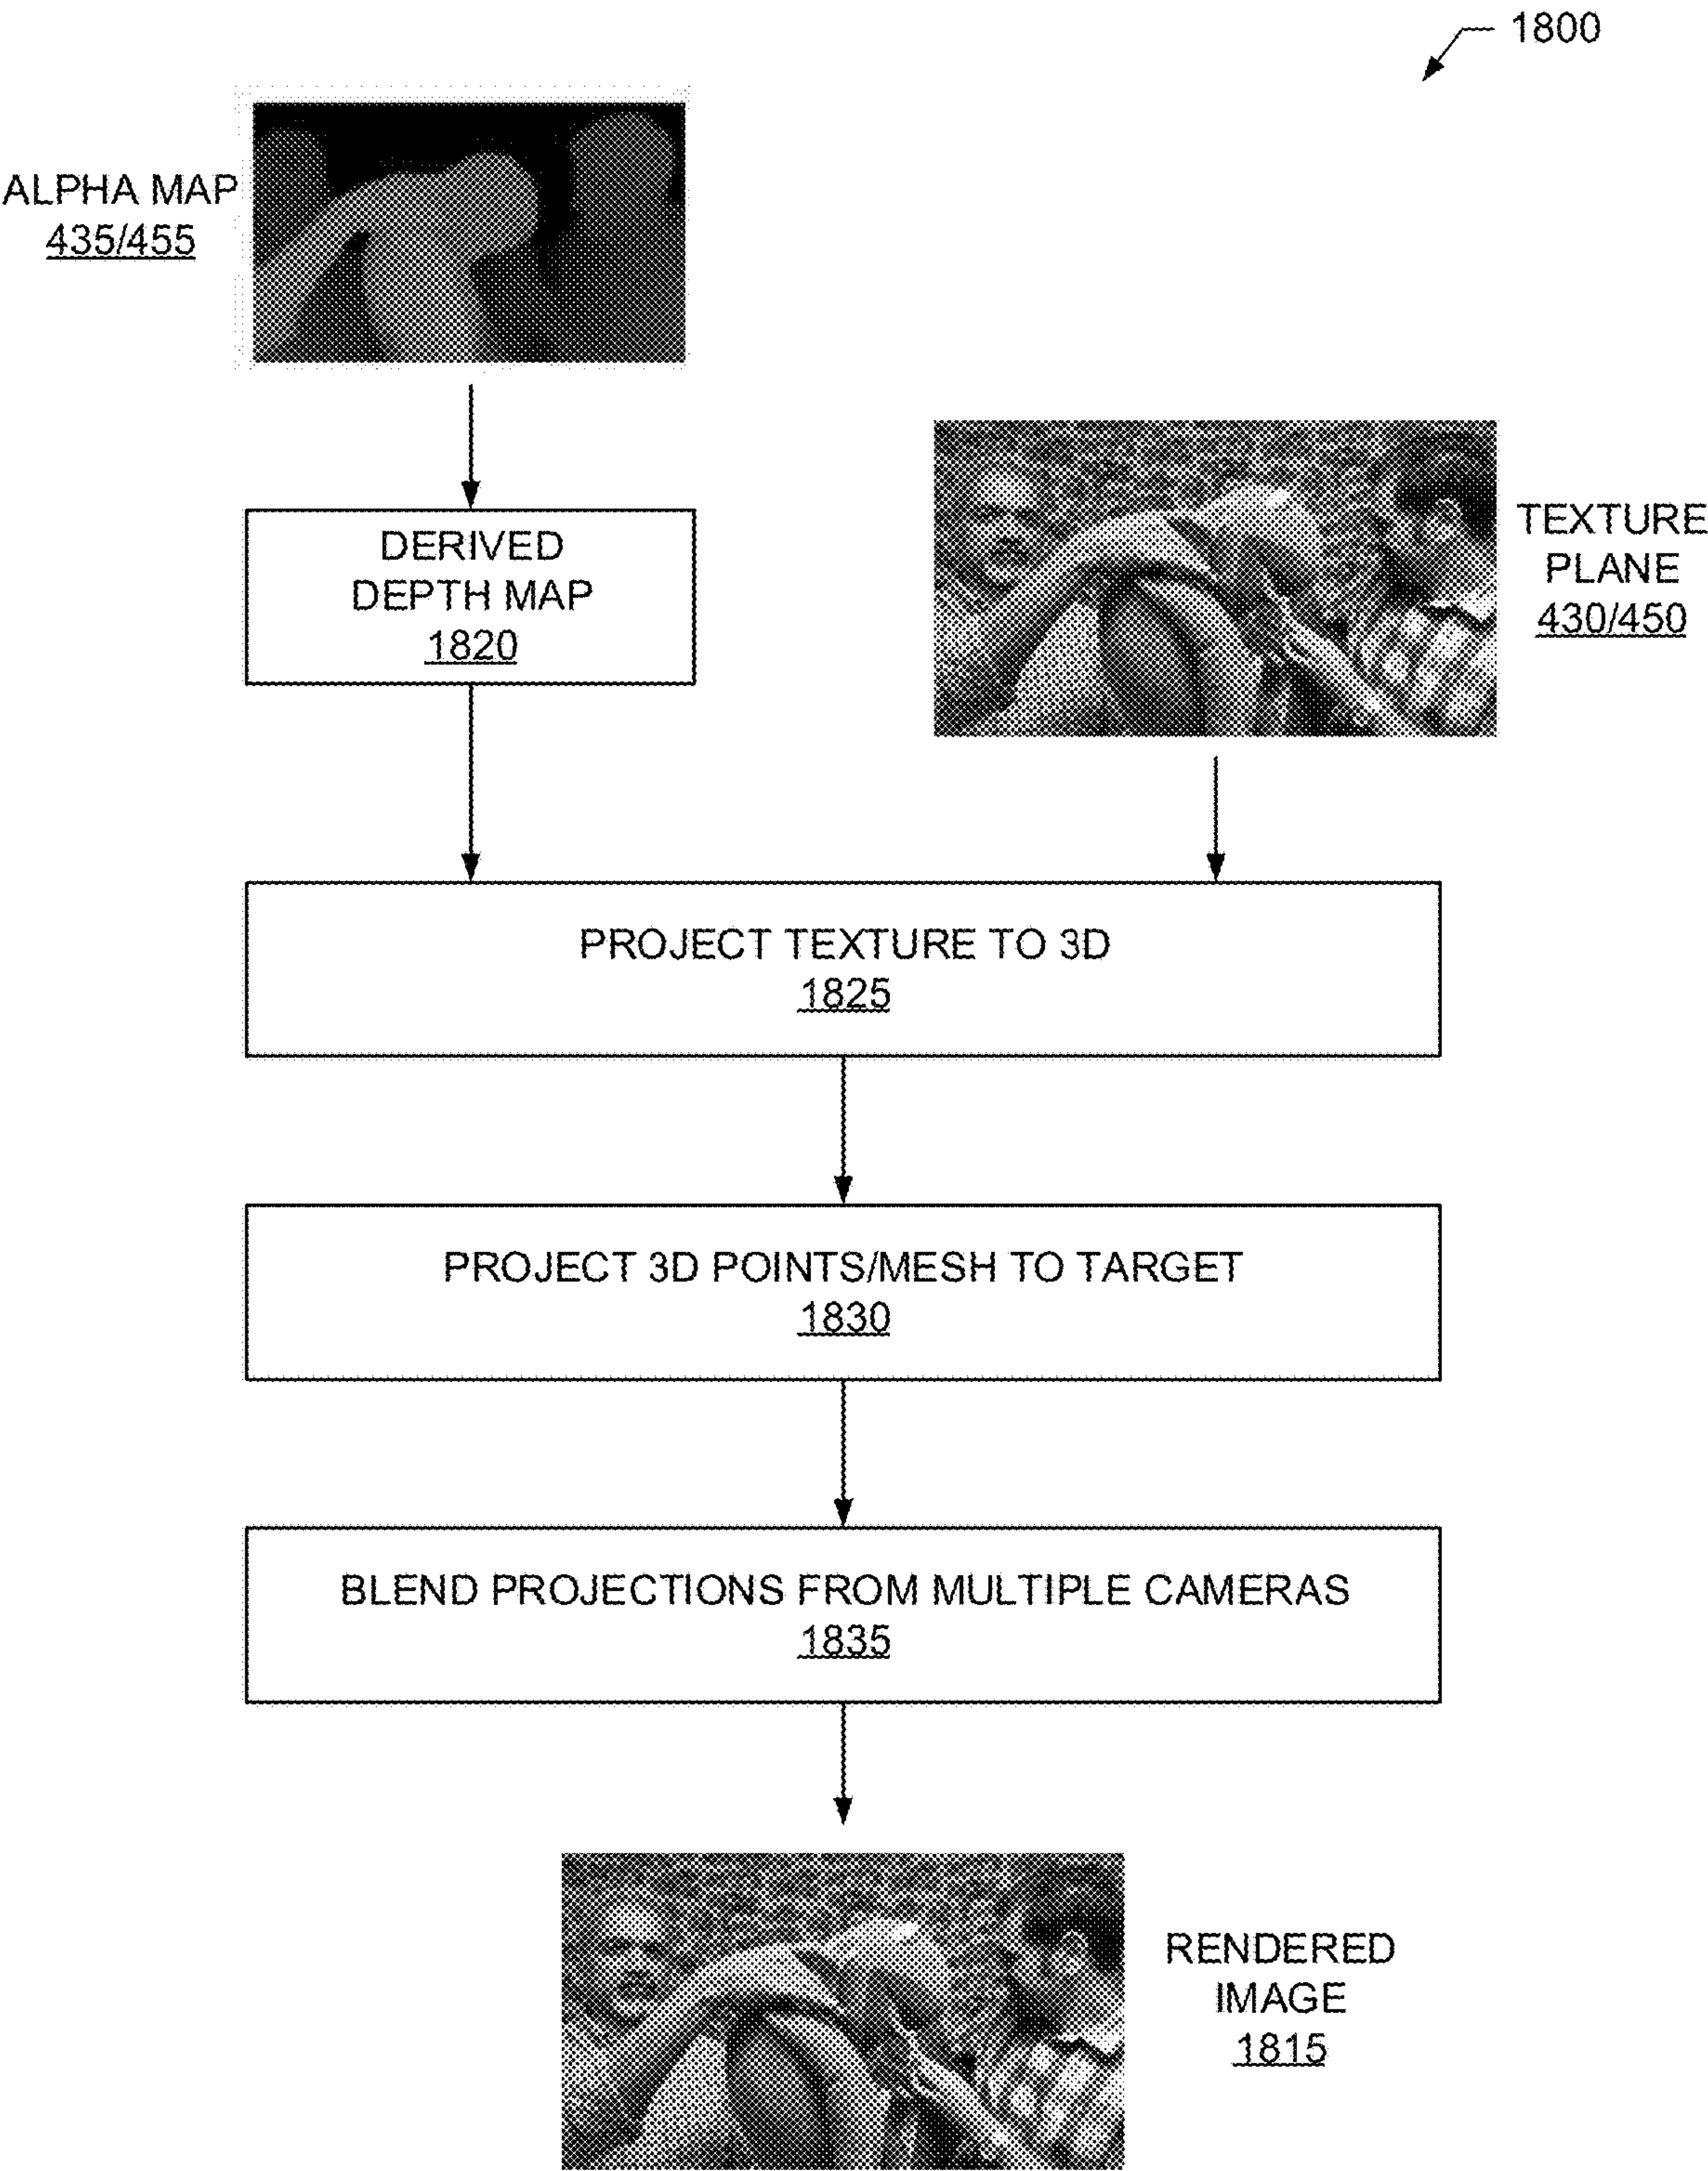 1800
ALPHA MAP
435/455
DERIVED
DEPTH MAP
1820
TEXTURE
PLANE
430/450
PROJECT TEXTURE TO 3D
1825
PROJECT 3D POINTS/MESH TO TARGET
1830
BLEND PROJECTIONS FROM MULTIPLE CAMERAS
1835
RENDERED
IMAGE
1815